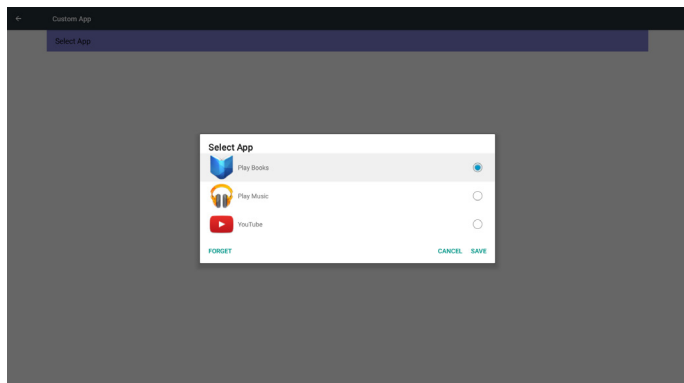 Custom App
Select App
Select App
Play Books
Play Music
YouTube
FORGET CANCEL SAVE